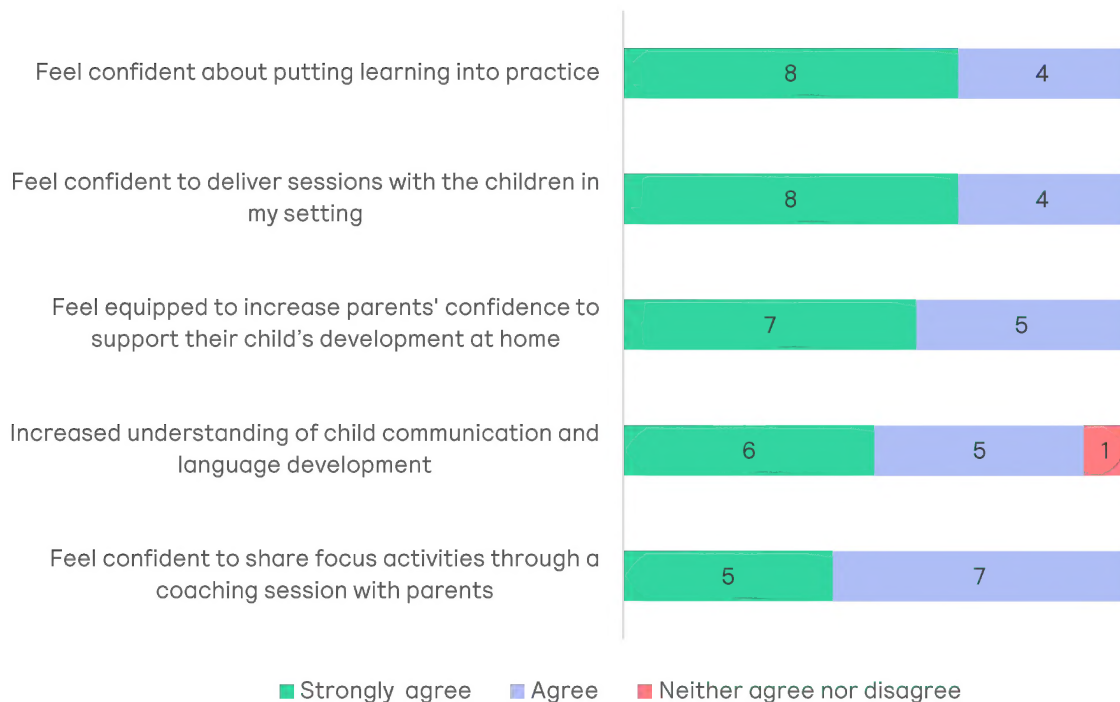 Feel confident about putting learning into practice
8 4
Feel confident to deliver sessions with the children in
my setting
8 4
Feel equipped to increase parents' confidence to
support their child’s development at home
7 5
Increased understanding of child communication and
language development
6 5 1
Feel confident to share focus activities through a
coaching session with parents
5 7
Strongly agree Agree Neither agree nor disagree